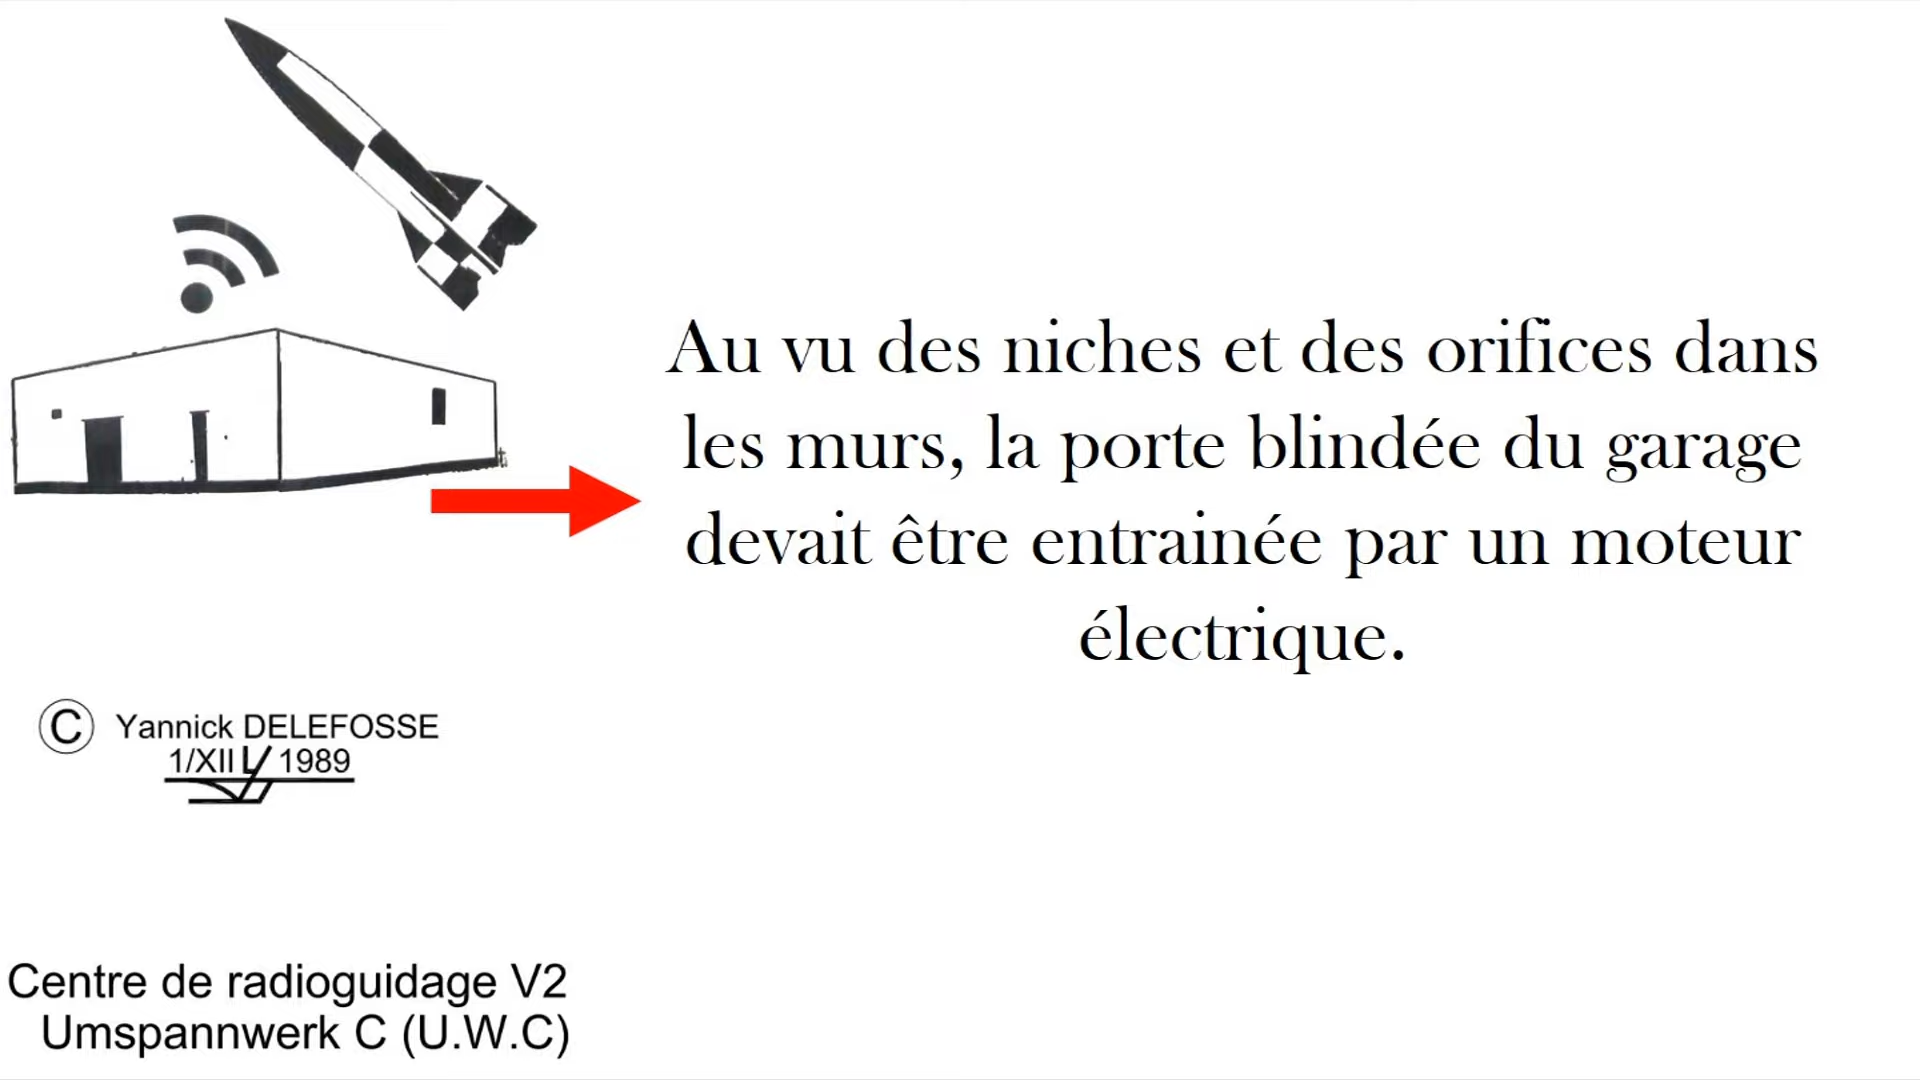 Au vu des niches et des orifices dans
les murs, la porte blindée du garage
devait être entrainée par un moteur
électrique.
© Yannick DELEFOSSE
1/XII 1989
Centre de radioguidage V2
Umspannwerk C (U.W.C)